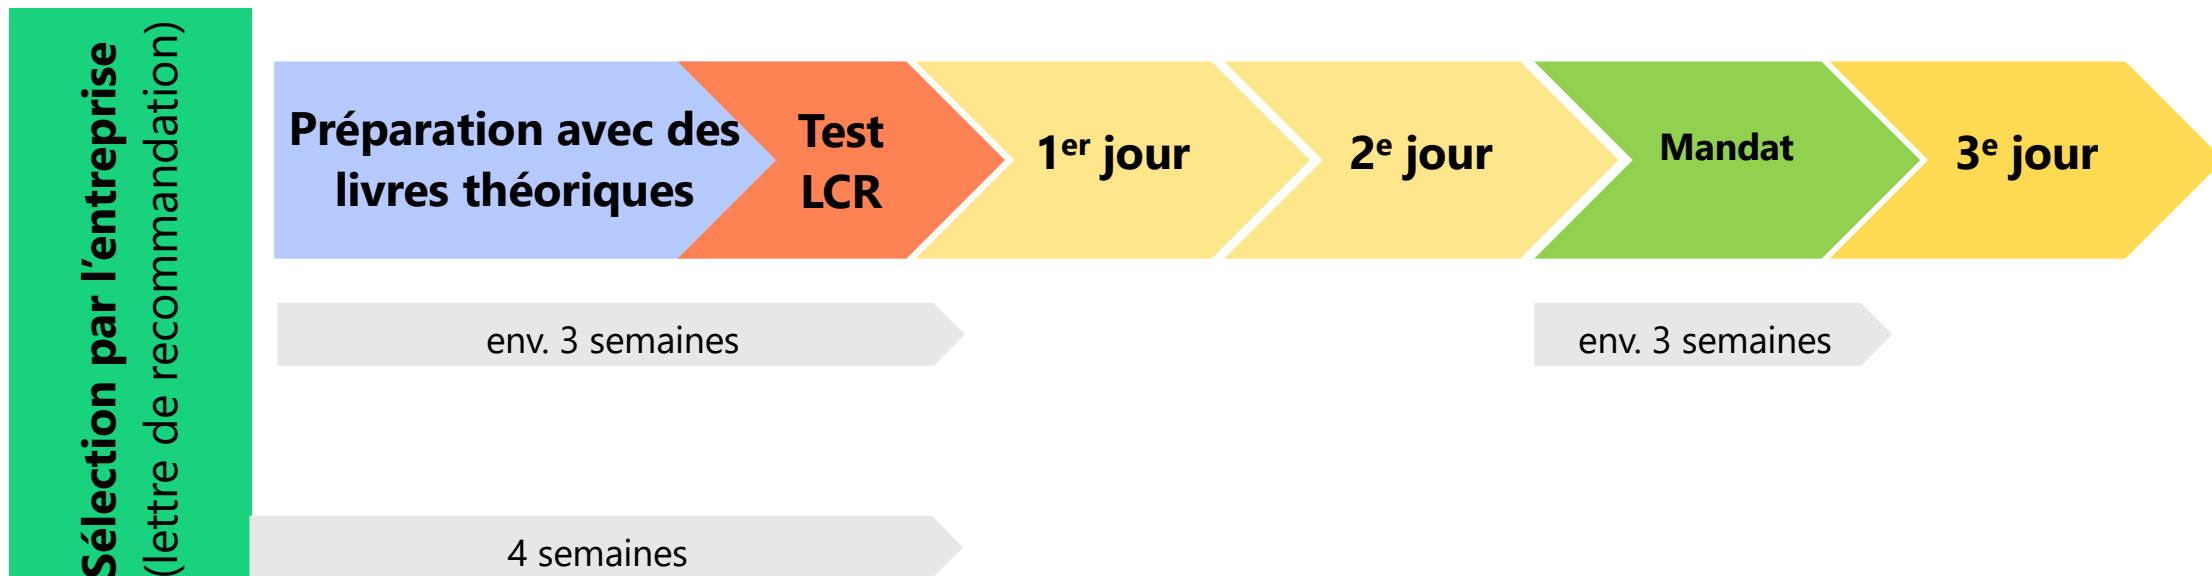 Sélection par l’entreprise
(lettre de recommandation)
Préparation avec des
livres théoriques
Test
LCR
1er jour
2e jour
Mandat
3e jour
env. 3 semaines
env. 3 semaines
4 semaines